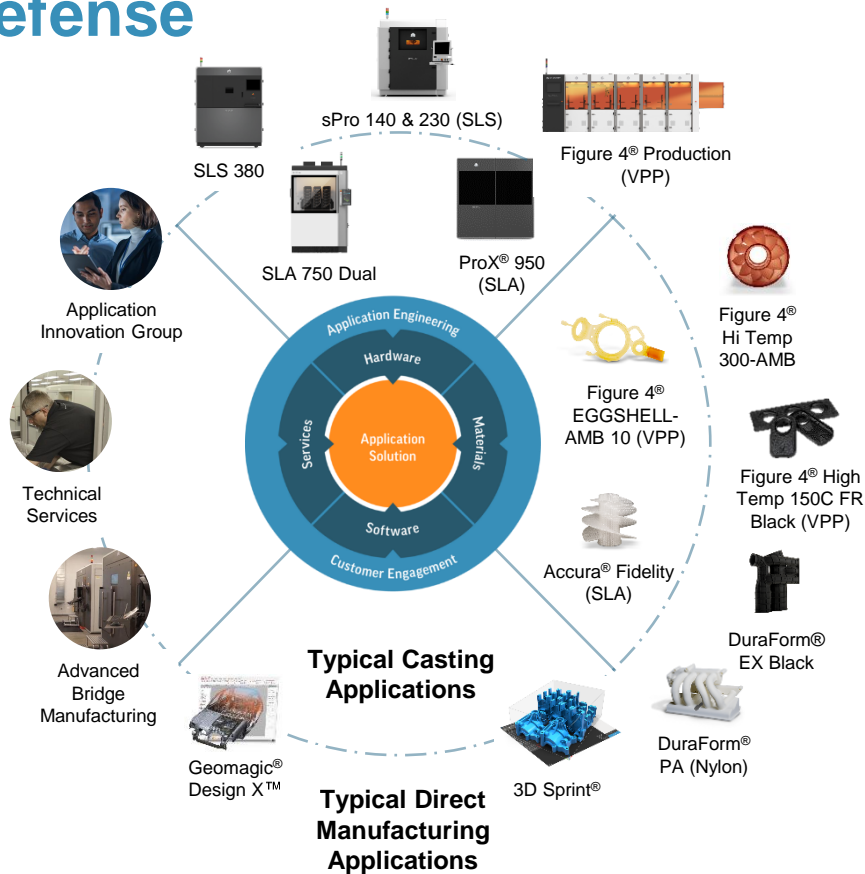 efense
sPro 140 & 230 (SLS)
SLS 380
Figure 4® Production
(VPP)
SLA 750 Dual
ProX® 950
(SLA)
Application
Innovation Group
Figure 4®
Hi Temp
300-AMB
Application Engineering
Hardware
Services
Materials
Application
Solution
Software
Customer Engagement
Figure 4®
EGGSHELL-
AMB 10 (VPP)
Technical
Services
Figure 4® High
Temp 150C FR
Black (VPP)
Accura® Fidelity
(SLA)
DuraForm®
EX Black
Advanced
Bridge
Manufacturing
Typical Casting
Applications
DuraForm®
PA (Nylon)
Geomagic®
Design X™
3D Sprint®
Typical Direct
Manufacturing
Applications